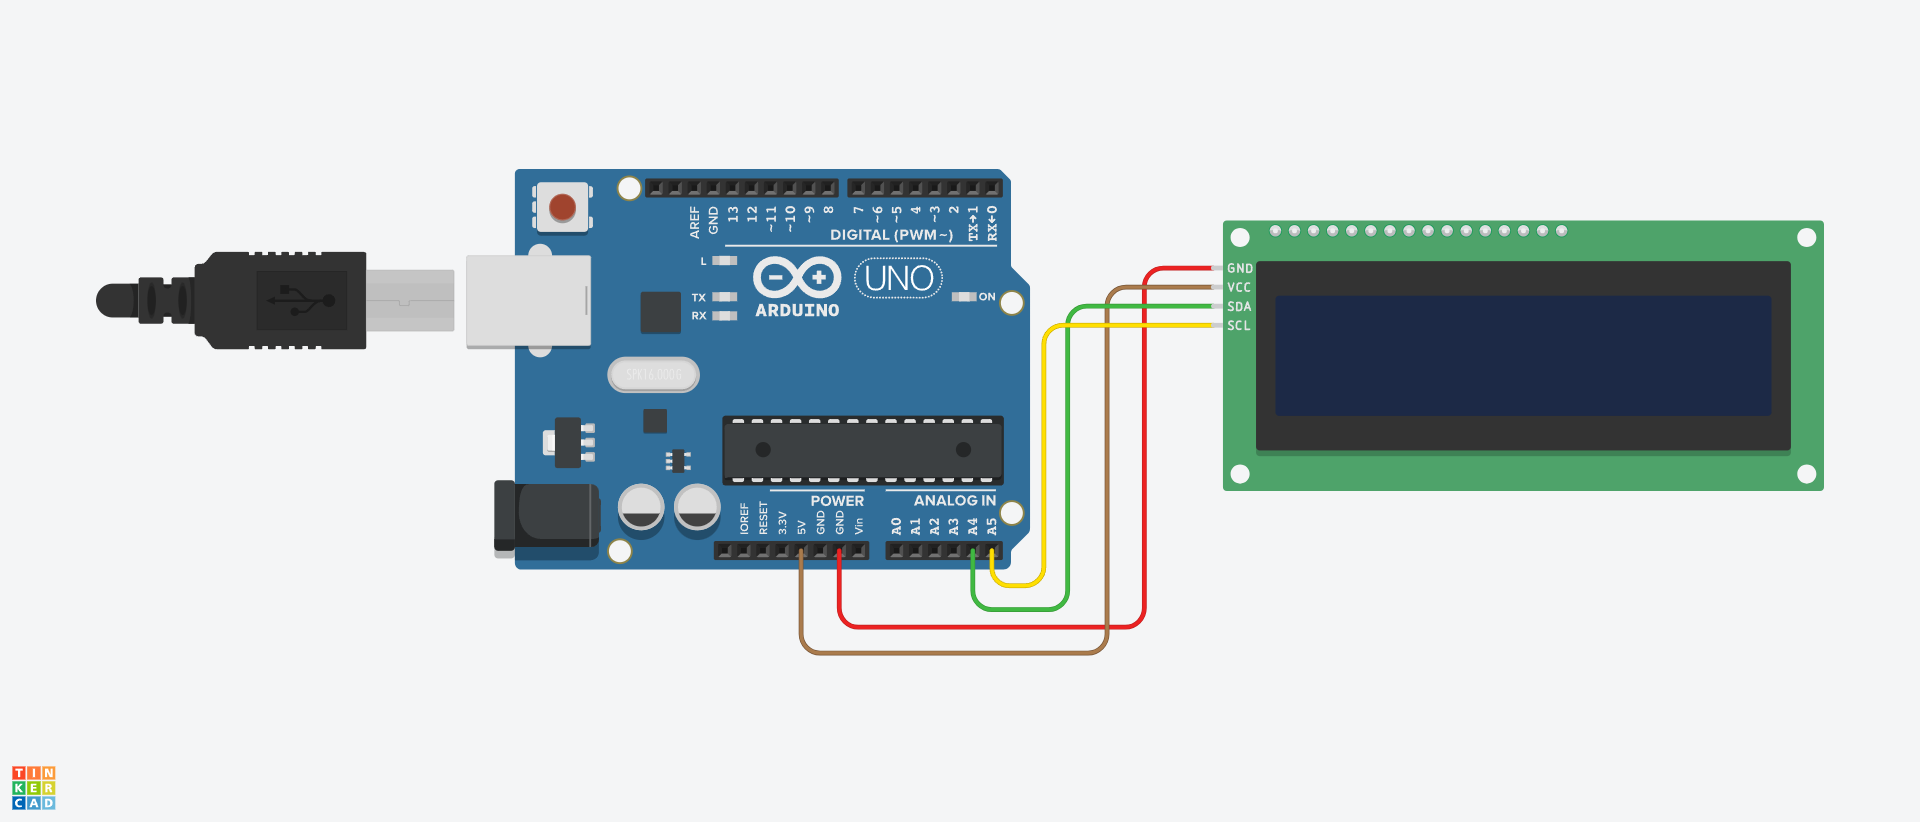 AREF
GND
13
12
~11
~10
~9
8
7
~6
~5
4
~3
2
TX→1
RX←0
DIGITAL (PWM~)
L
TX
RX
ARDUINO
UNO
ON
SPK16.000G
POWER
ANALOG IN
IOREF
RESET
3.3V
5V
GND
GND
Vin
A0
A1
A2
A3
A4
A5
GND
VCC
SDA
SCL
TIN
KER
CAD